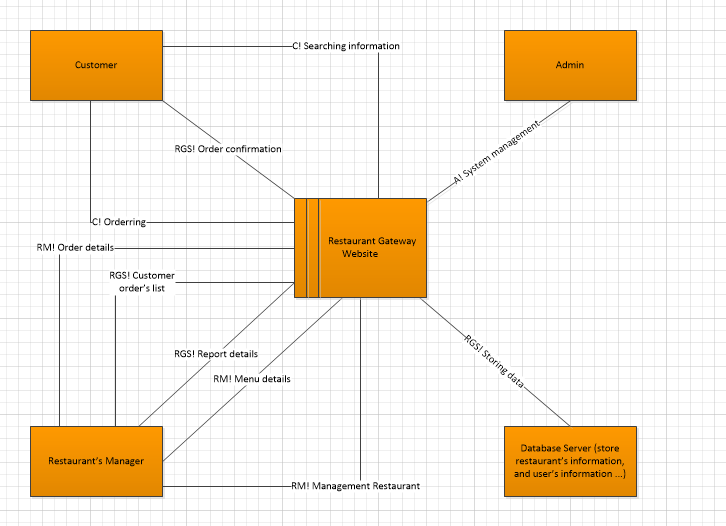 C! Searching information
Customer
Admin
RGS! Order confirmation
A! System management
C! Orderring
RM! Order details
Restaurant Gateway
Website
RGS! Customer
order's list
RGS! Report details
RGS! Storing data
RM! Menu details
Restaurant's Manager
Database Server (store
restaurant's information,
and user's information ...)
RM! Management Restaurant